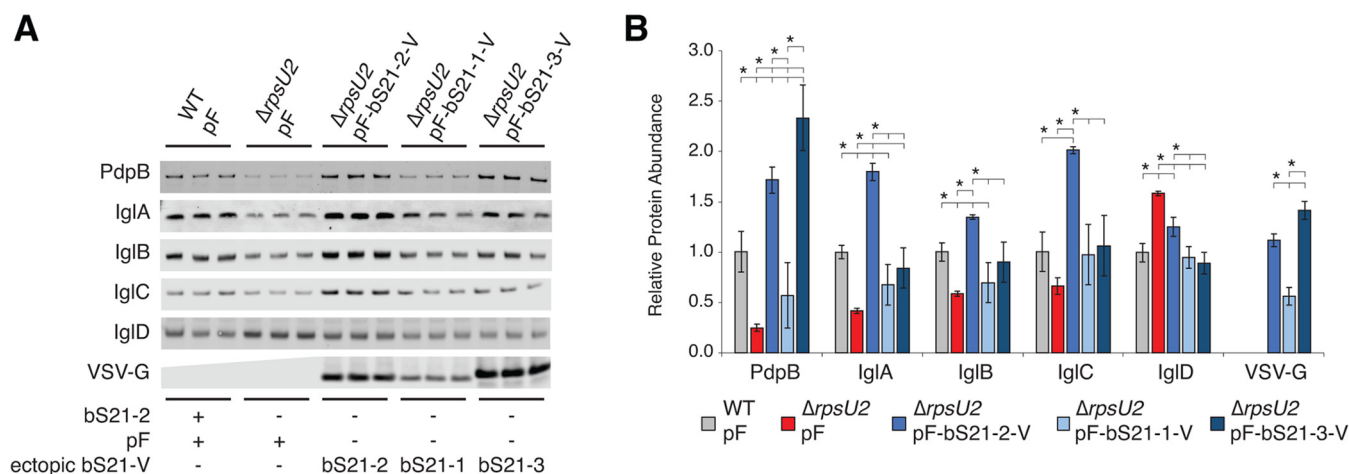 A
WT
pF
ΔrpsU2
pF
ΔrpsU2
pF-bS21-2-V
ΔrpsU2
pF-bS21-1-V
ΔrpsU2
pF-bS21-3-V
PdpB
IglA
IglB
IglC
IglD
VSV-G
bS21-2 + - - - -
pF + + - - -
ectopic bS21-V - - bS21-2 bS21-1 bS21-3
B
Relative Protein Abundance
3.0
2.5
2.0
1.5
1.0
0.5
0.0
* * * *
* * *
* * *
* * *
* * *
* *
PdpB IglA IglB IglC IglD VSV-G
WT
pF
ΔrpsU2
pF
ΔrpsU2
pF-bS21-2-V
ΔrpsU2
pF-bS21-1-V
ΔrpsU2
pF-bS21-3-V